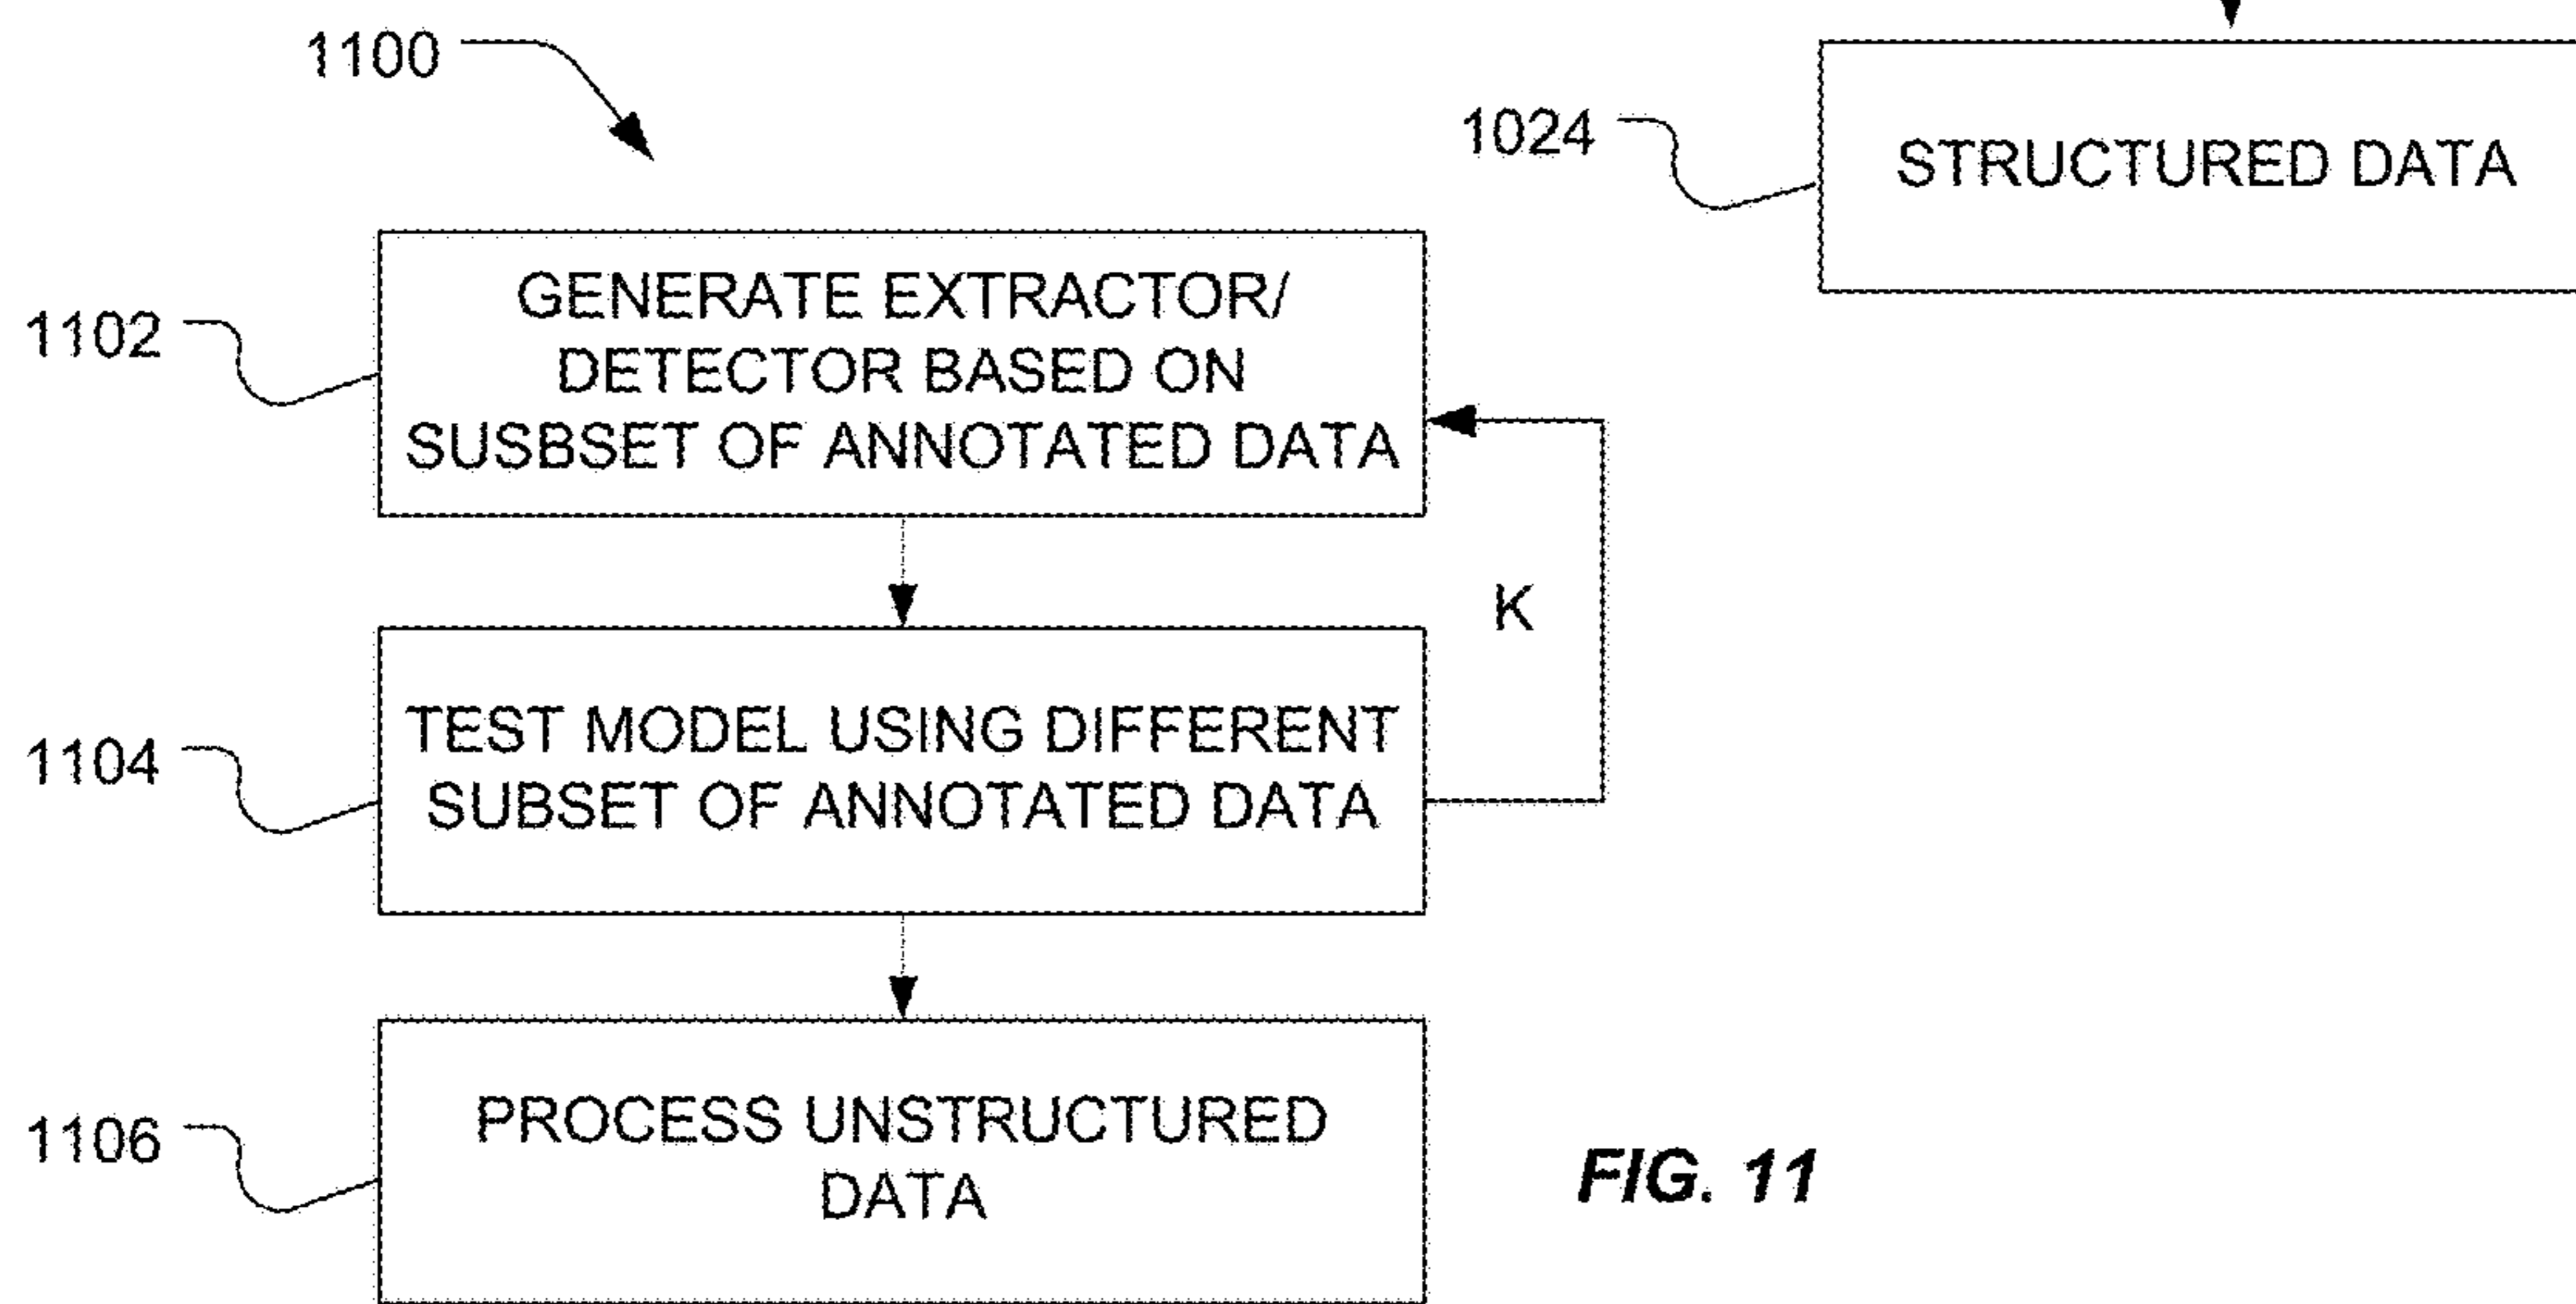 1100
1024
STRUCTURED DATA
1102
GENERATE EXTRACTOR/
DETECTOR BASED ON
SUSBSET OF ANNOTATED DATA
K
1104
TEST MODEL USING DIFFERENT
SUBSET OF ANNOTATED DATA
1106
PROCESS UNSTRUCTURED
DATA
FIG. 11